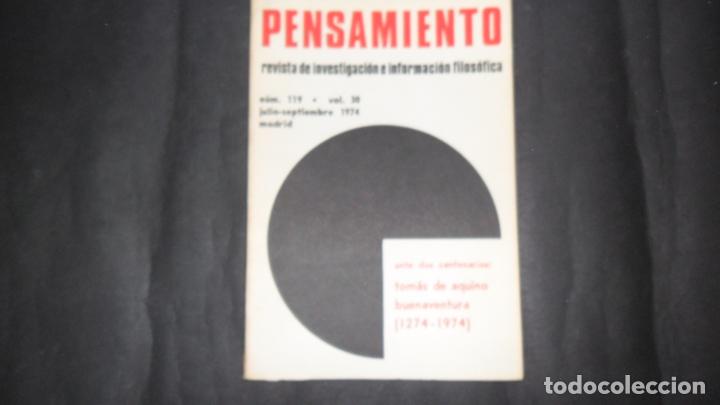 PENSAMIENTO
revista de investigación e información filosófica
núm. 119 • vol. 30
julio-septiembre 1974
madrid
ante dos centenarios:
tomás de aquino
buenaventura
(1274-1974)
todocoleccion